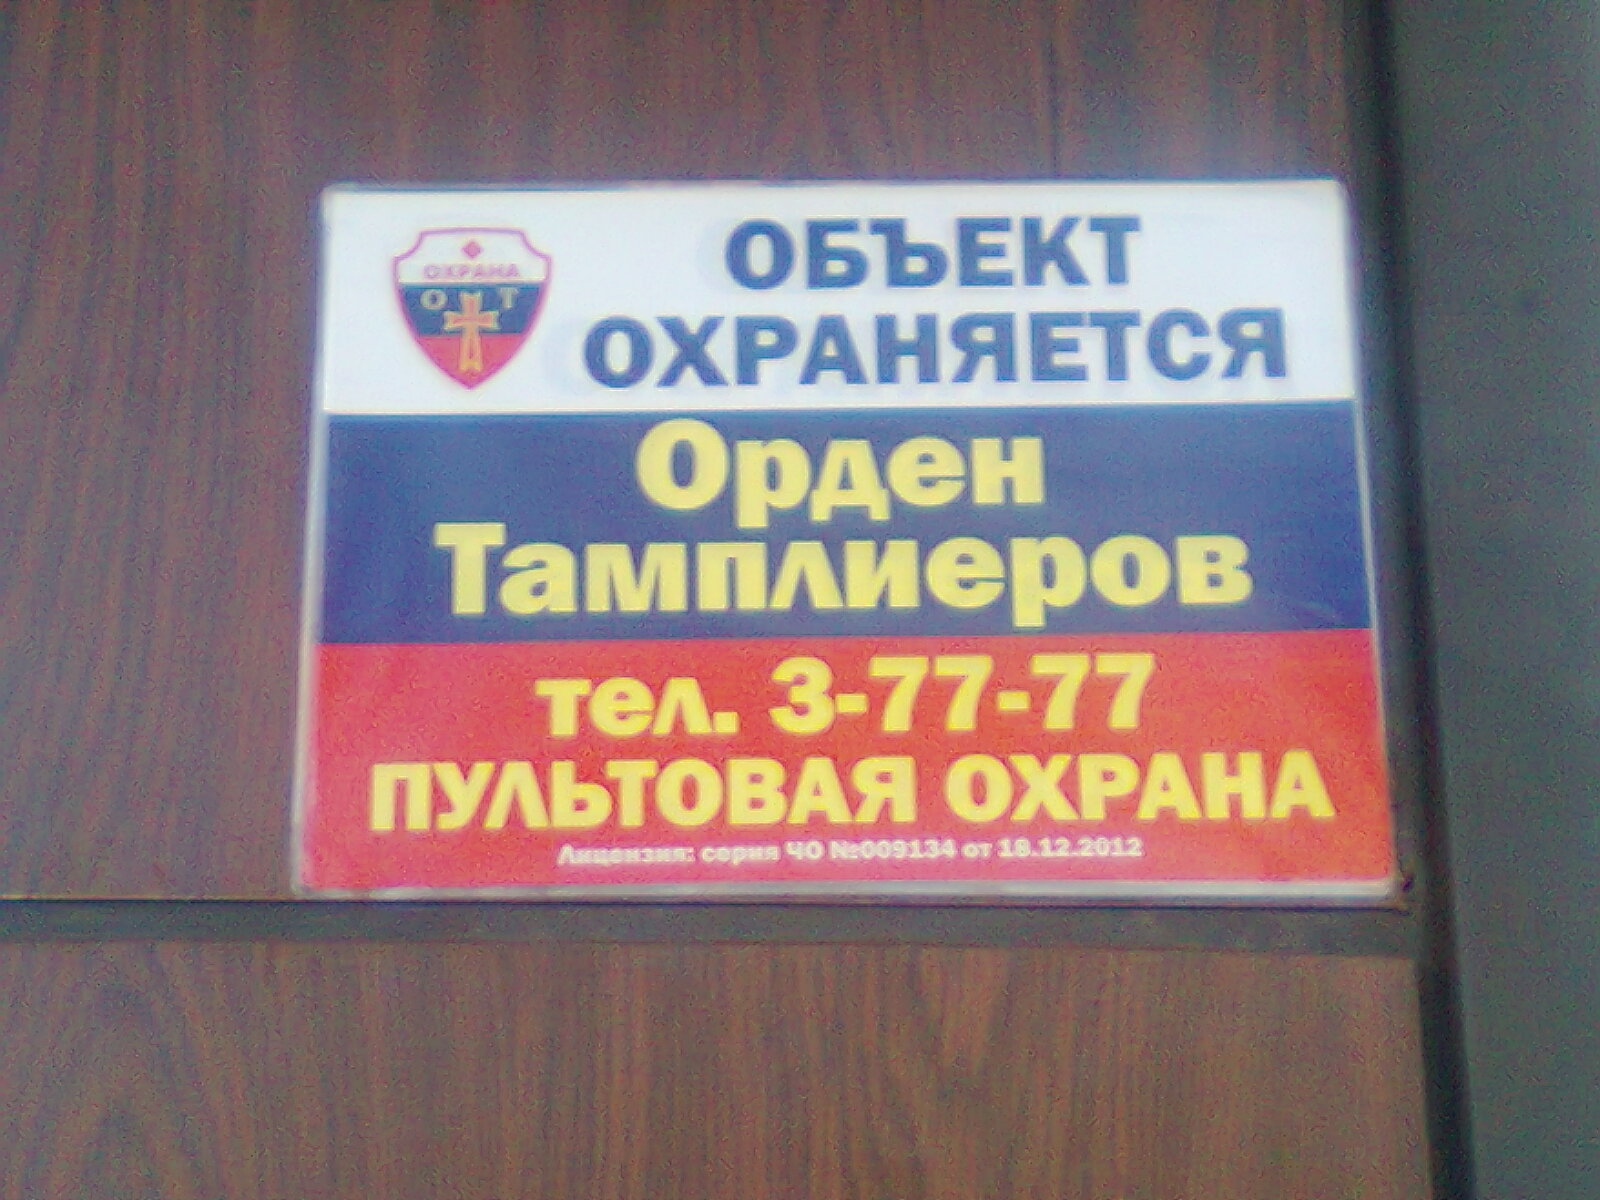 ОХРАНА
О Т
ОБЪЕКТ
ОХРАНЯЕТСЯ
Орден
Тамплиеров
тел. 3-77-77
ПУЛЬТОВАЯ ОХРАНА
Лицензия: серия ЧО №009134 от 18.12.2012